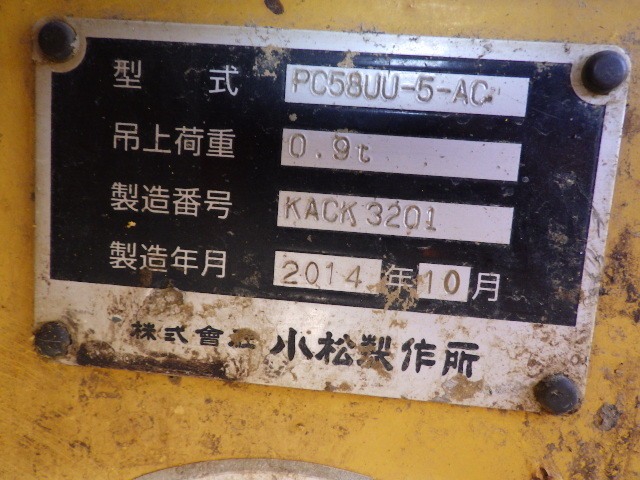 型式 PC58UU-5-AC
吊上荷重 0.9t
製造番号 KACK3201
製造年月 2014年10月
株式會社 小松製作所